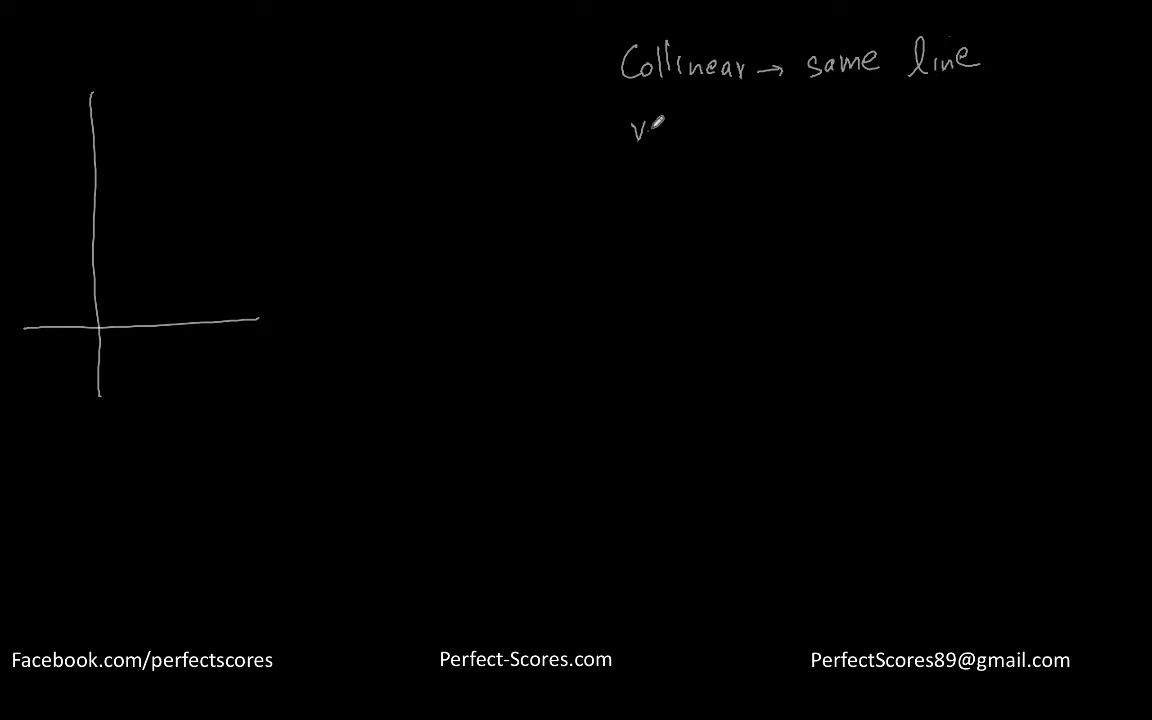 Collinear → same line
v
Facebook.com/perfectscores
Perfect-Scores.com
PerfectScores89@gmail.com